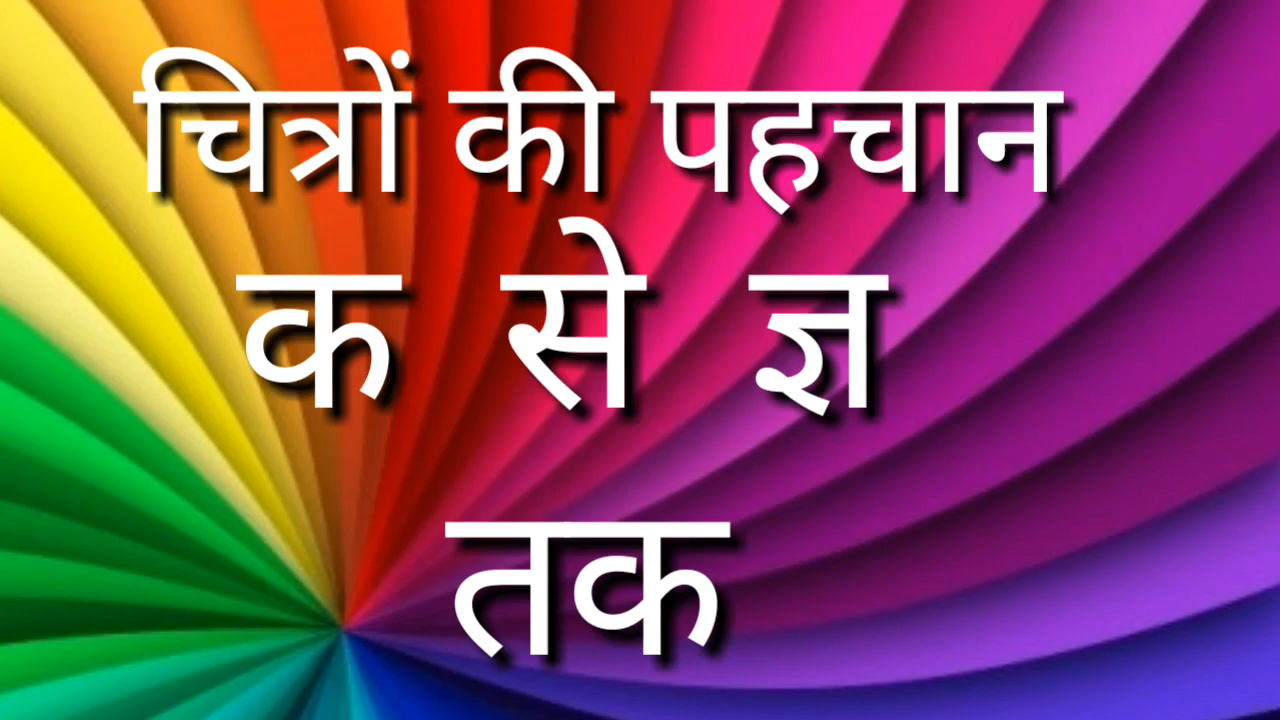 चित्रों की पहचान
क से ज्ञ
तक